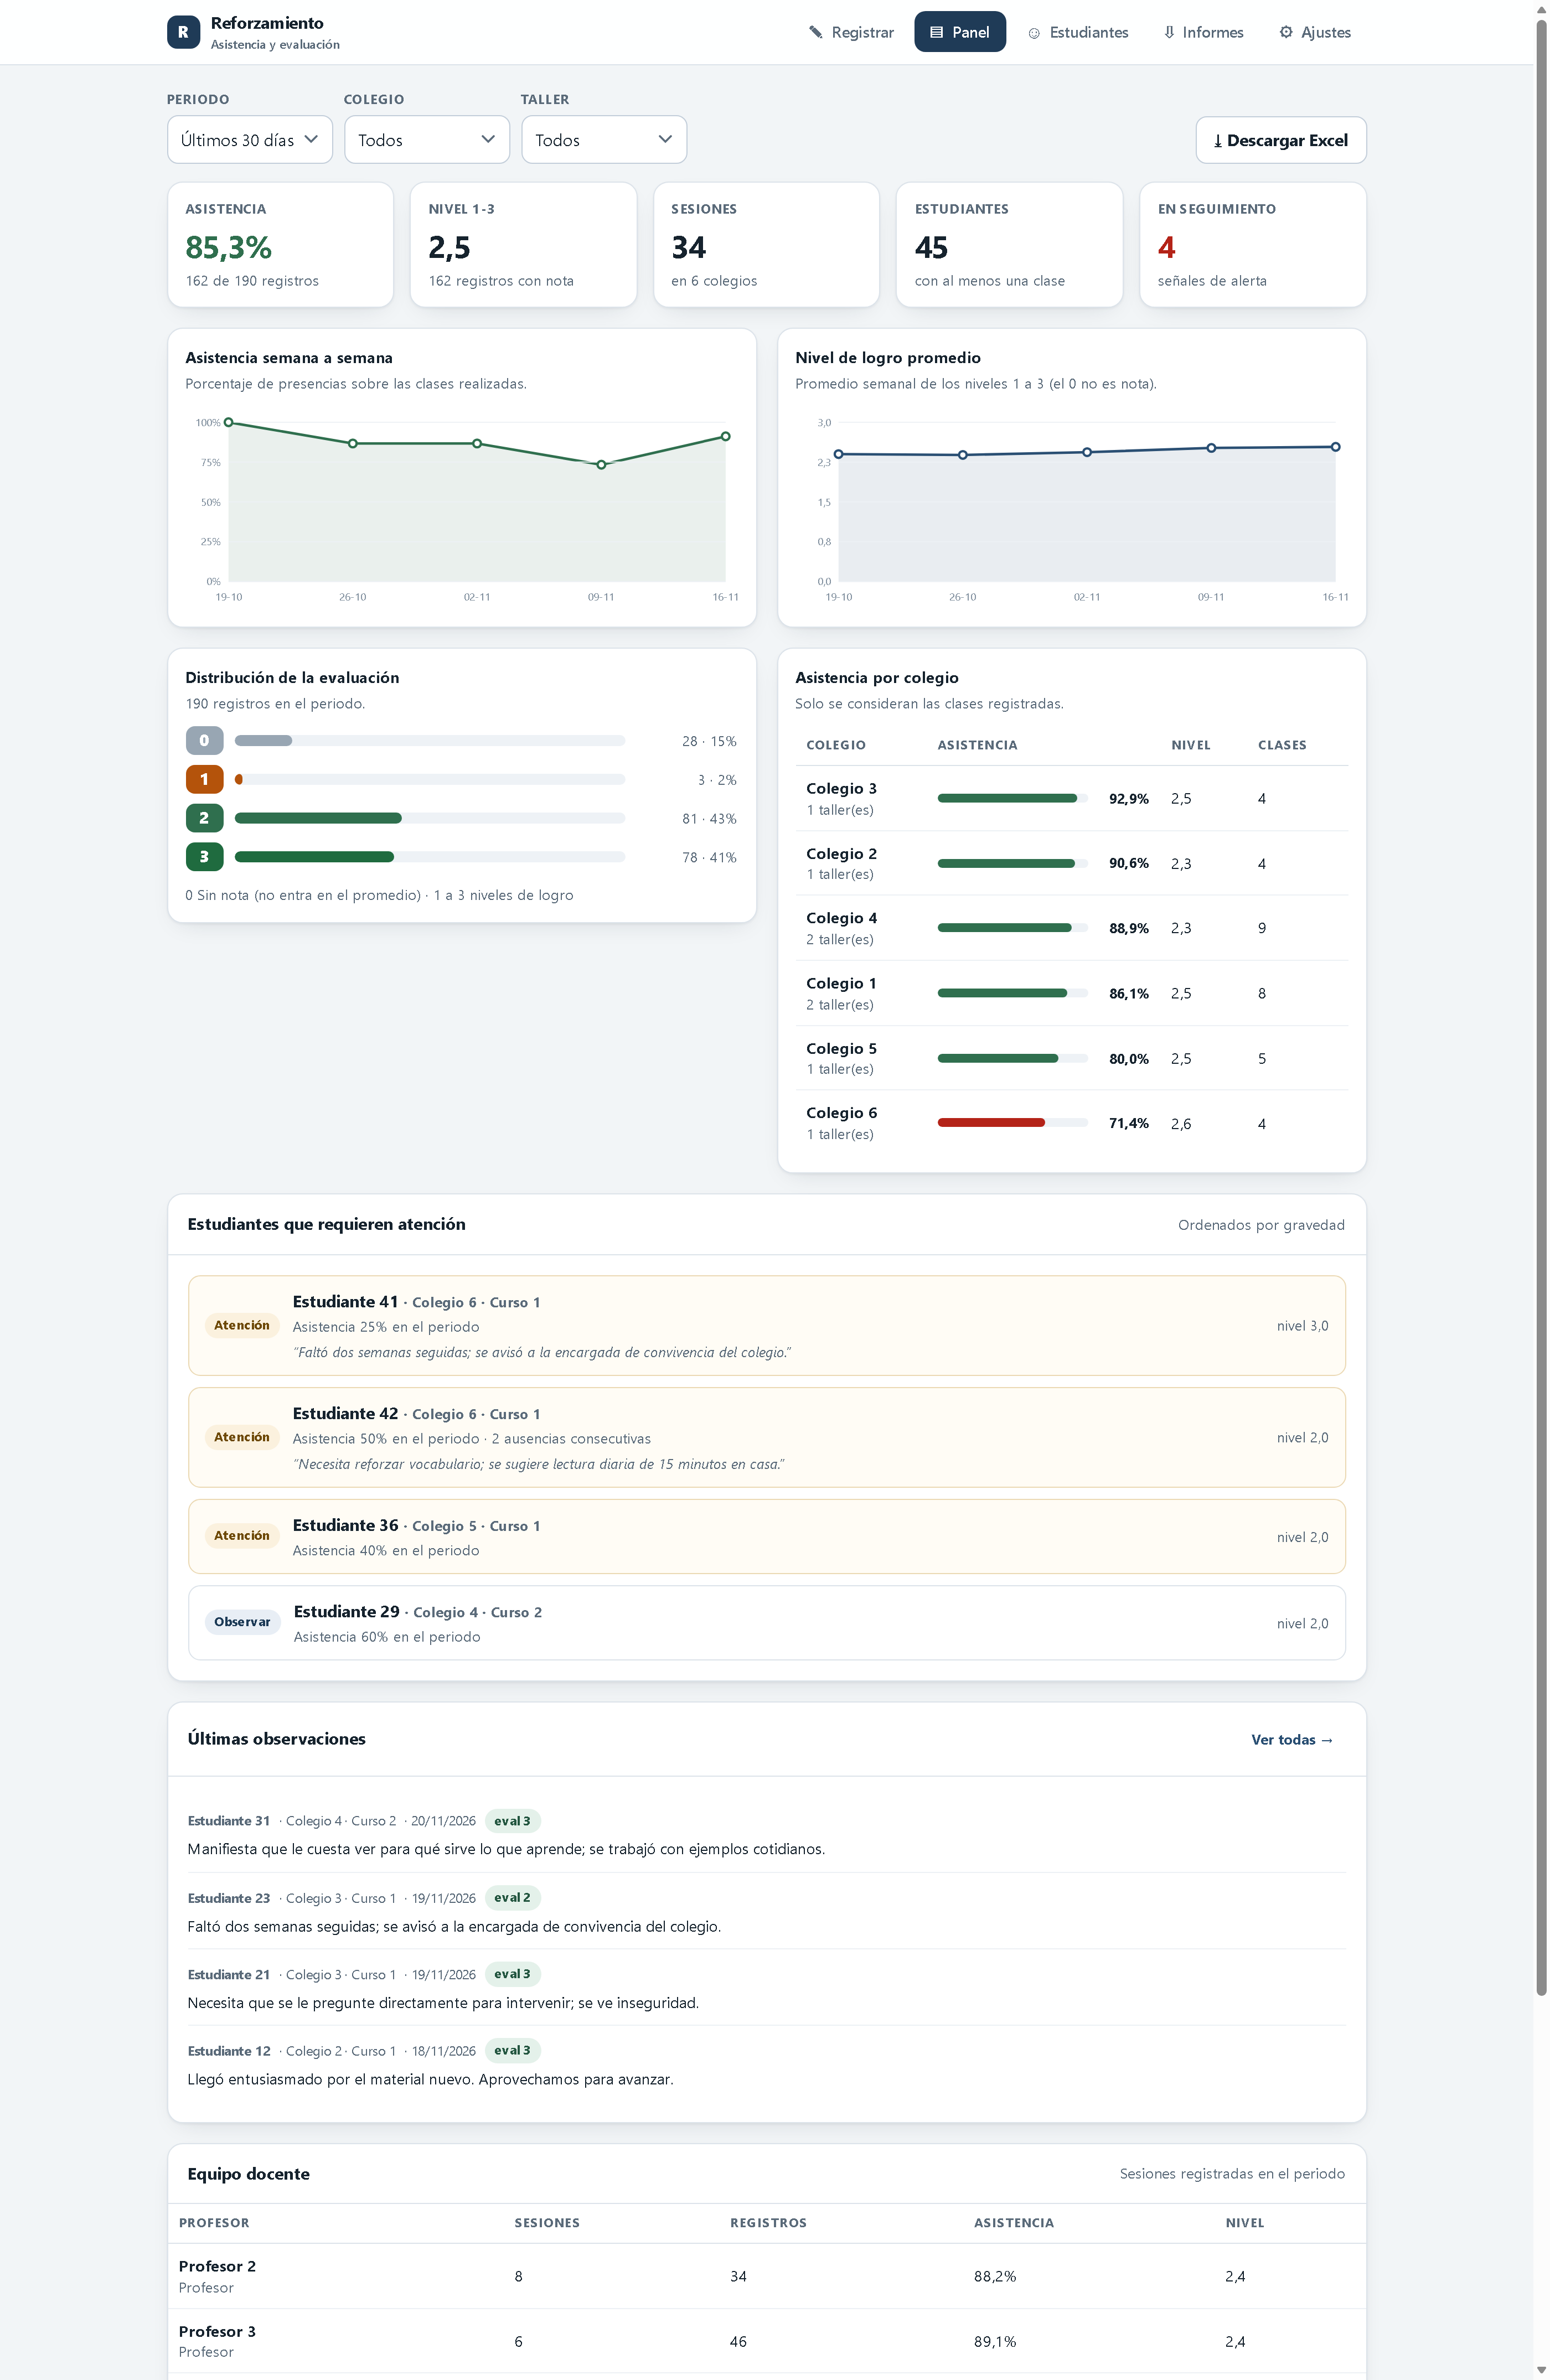 R
Reforzamiento
Asistencia y evaluación
Registrar
Panel
Estudiantes
Informes
Ajustes
PERIODO
COLEGIO
TALLER
Últimos 30 días
Todos
Todos
Descargar Excel
ASISTENCIA
85,3%
162 de 190 registros
NIVEL 1-3
2,5
162 registros con nota
SESIONES
34
en 6 colegios
ESTUDIANTES
45
con al menos una clase
EN SEGUIMIENTO
4
señales de alerta
Asistencia semana a semana
Porcentaje de presencias sobre las clases realizadas.
100%
75%
50%
25%
0%
19-10
26-10
02-11
09-11
16-11
Nivel de logro promedio
Promedio semanal de los niveles 1 a 3 (el 0 no es nota).
3,0
2,3
1,5
0,8
0,0
19-10
26-10
02-11
09-11
16-11
Distribución de la evaluación
190 registros en el periodo.
0 28 · 15%
1 3 · 2%
2 81 · 43%
3 78 · 41%
0 Sin nota (no entra en el promedio) · 1 a 3 niveles de logro
Asistencia por colegio
Solo se consideran las clases registradas.
COLEGIO ASISTENCIA NIVEL CLASES
Colegio 3
1 taller(es)
92,9% 2,5 4
Colegio 2
1 taller(es)
90,6% 2,3 4
Colegio 4
2 taller(es)
88,9% 2,3 9
Colegio 1
2 taller(es)
86,1% 2,5 8
Colegio 5
1 taller(es)
80,0% 2,5 5
Colegio 6
1 taller(es)
71,4% 2,6 4
Estudiantes que requieren atención
Ordenados por gravedad
Atención
Estudiante 41 · Colegio 6 · Curso 1
Asistencia 25% en el periodo
"Faltó dos semanas seguidas; se avisó a la encargada de convivencia del colegio."
nivel 3,0
Atención
Estudiante 42 · Colegio 6 · Curso 1
Asistencia 50% en el periodo · 2 ausencias consecutivas
"Necesita reforzar vocabulario; se sugiere lectura diaria de 15 minutos en casa."
nivel 2,0
Atención
Estudiante 36 · Colegio 5 · Curso 1
Asistencia 40% en el periodo
nivel 2,0
Observar
Estudiante 29 · Colegio 4 · Curso 2
Asistencia 60% en el periodo
nivel 2,0
Últimas observaciones
Ver todas →
Estudiante 31 · Colegio 4 · Curso 2 · 20/11/2026 eval 3
Manifiesta que le cuesta ver para qué sirve lo que aprende; se trabajó con ejemplos cotidianos.
Estudiante 23 · Colegio 3 · Curso 1 · 19/11/2026 eval 2
Faltó dos semanas seguidas; se avisó a la encargada de convivencia del colegio.
Estudiante 21 · Colegio 3 · Curso 1 · 19/11/2026 eval 3
Necesita que se le pregunte directamente para intervenir; se ve inseguridad.
Estudiante 12 · Colegio 2 · Curso 1 · 18/11/2026 eval 3
Llegó entusiasmado por el material nuevo. Aprovechamos para avanzar.
Equipo docente
Sesiones registradas en el periodo
PROFESOR SESIONES REGISTROS ASISTENCIA NIVEL
Profesor 2
Profesor
8 34 88,2% 2,4
Profesor 3
Profesor
6 46 89,1% 2,4